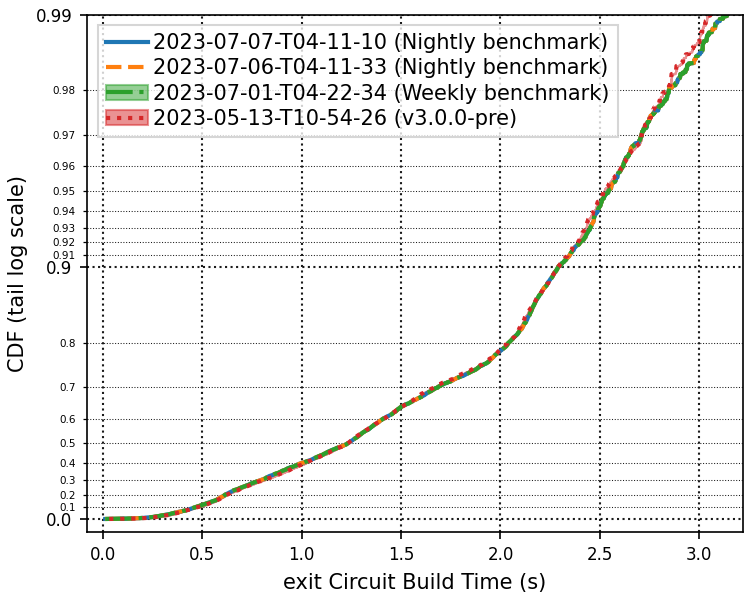 0.99
0.98
0.97
0.96
0.95
0.94
0.93
0.92
0.91
0.9
0.8
0.7
0.6
0.5
0.4
0.3
0.2
0.1
0.0
CDF (tail log scale)
2023-07-07-T04-11-10 (Nightly benchmark)
2023-07-06-T04-11-33 (Nightly benchmark)
2023-07-01-T04-22-34 (Weekly benchmark)
2023-05-13-T10-54-26 (v3.0.0-pre)
0.0 0.5 1.0 1.5 2.0 2.5 3.0
exit Circuit Build Time (s)